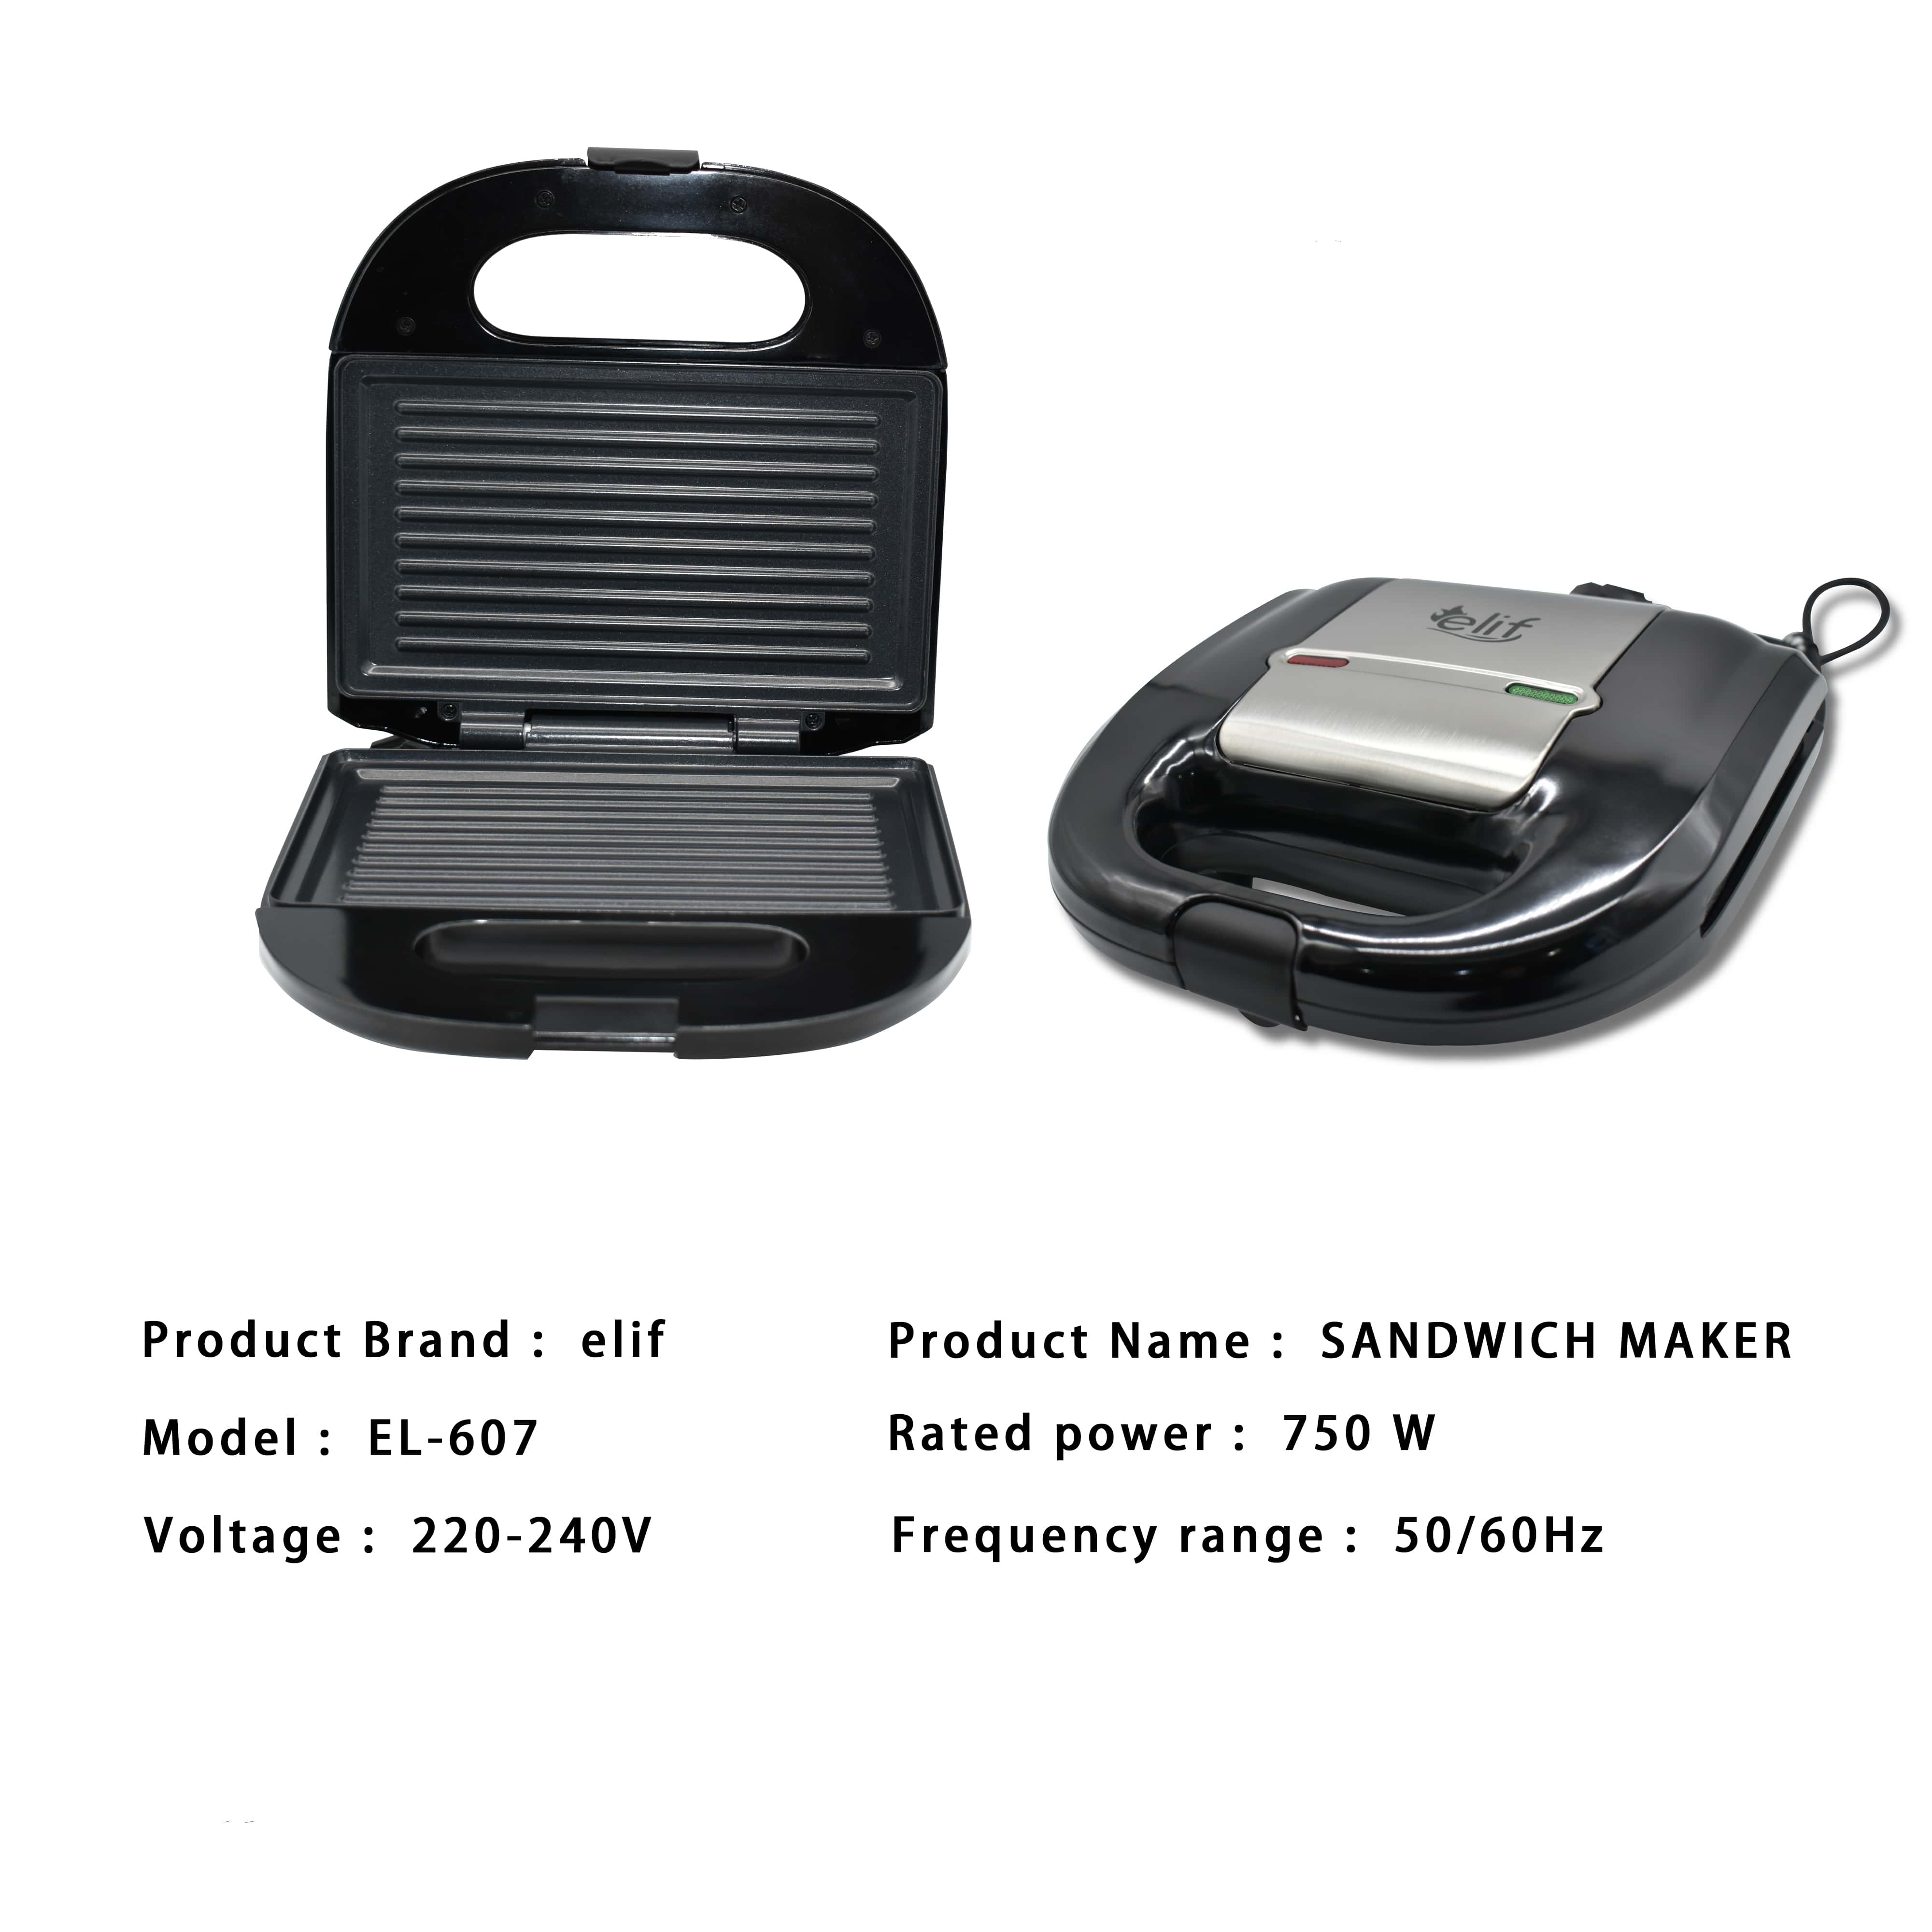 elif
Product Brand : elif
Product Name : SANDWICH MAKER
Model : EL-607
Rated power : 750 W
Voltage : 220-240V
Frequency range : 50/60Hz